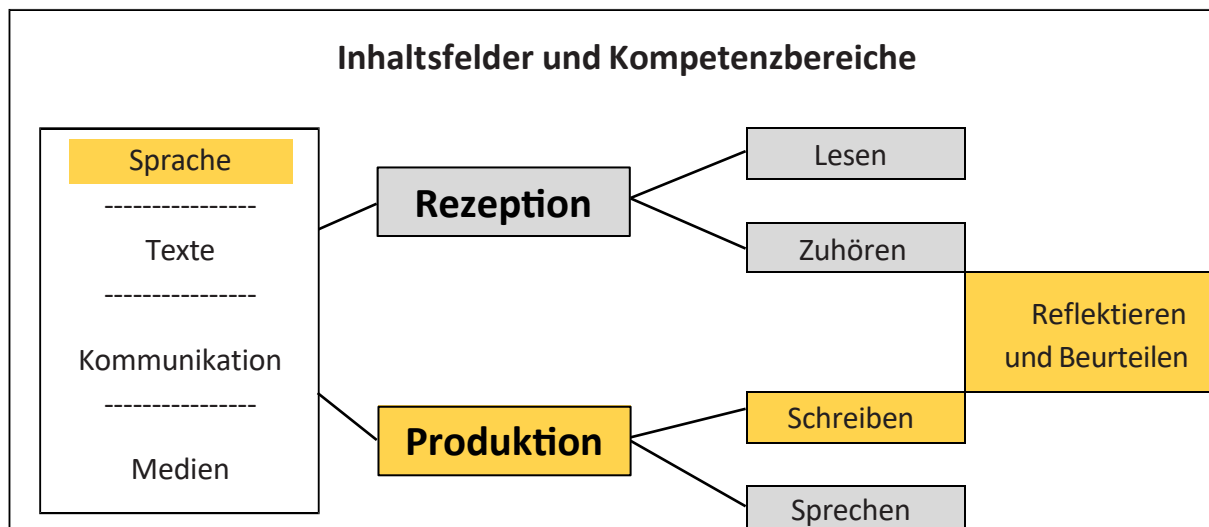 Inhaltsfelder und Kompetenzbereiche
Sprache
----------------
Texte
----------------
Kommunikation
----------------
Medien
Rezeption
Produktion
Lesen
Zuhören
Schreiben
Sprechen
Reflektieren
und Beurteilen